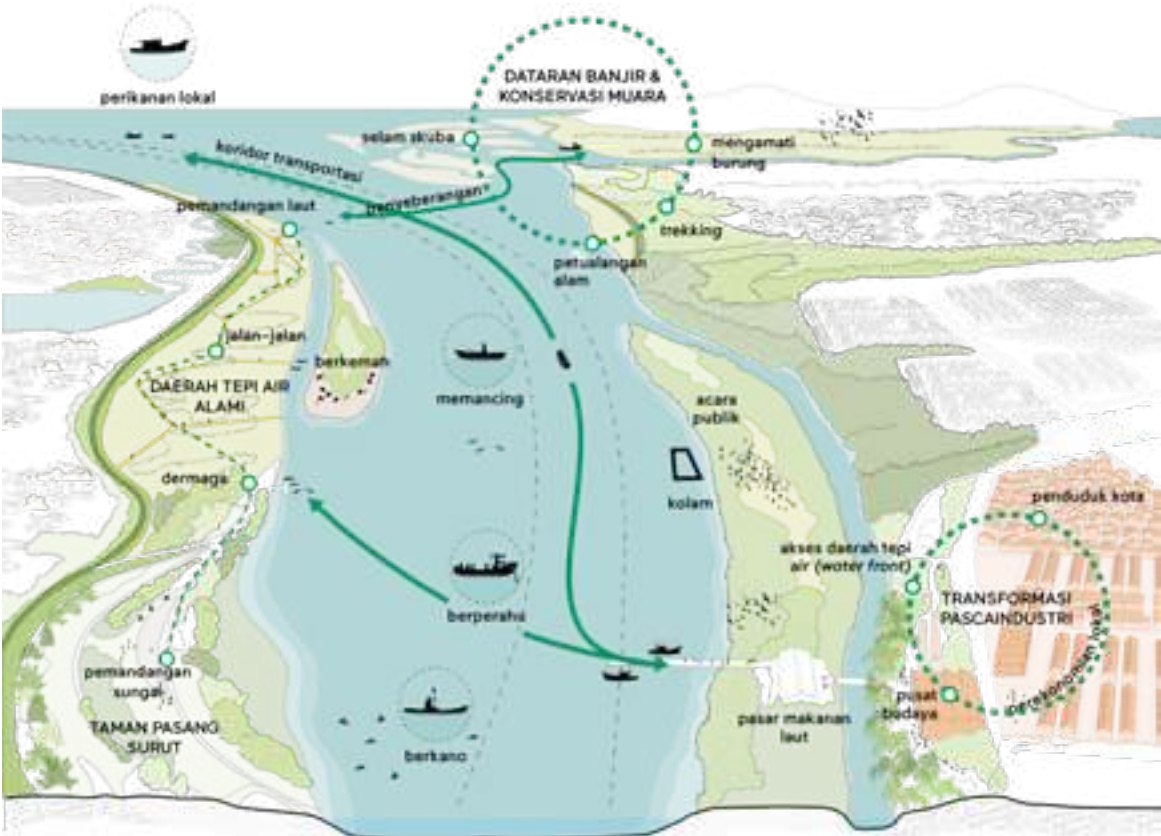 DATARAN BANJIR &
KONSERVASI MUARA
perikanan lokal
selam skuba
mengamati
burung
koridor transportasi
penyeberangan
pemandangan laut
trekking
petualangan
alam
jalan-jalan
berkemah
DAERAH TEPI AIR
ALAMI
memancing
acara
publik
dermaga
kolam
penduduk kota
akses daerah tepi
air (water front)
TRANSFORMASI
PASCAINDUSTRI
berperahu
perekonomian lokal
pemandangan
sungai
pusat
budaya
TAMAN PASANG
SURUT
pasar makanan
laut
berkano